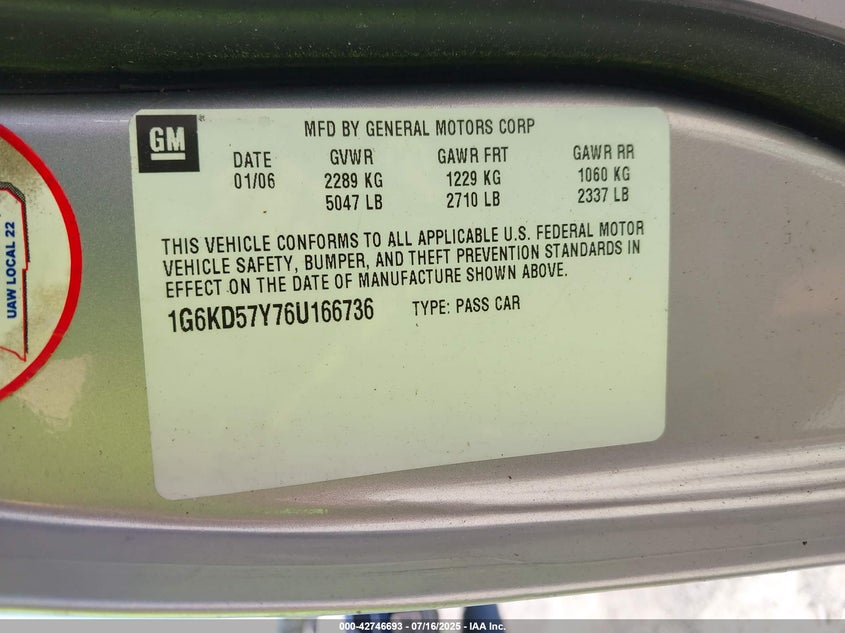 GM
MFD BY GENERAL MOTORS CORP
DATE GVWR GAWR FRT GAWR RR
01/06 2289 KG 1229 KG 1060 KG
5047 LB 2710 LB 2337 LB
THIS VEHICLE CONFORMS TO ALL APPLICABLE U.S. FEDERAL MOTOR
VEHICLE SAFETY, BUMPER, AND THEFT PREVENTION STANDARDS IN
EFFECT ON THE DATE OF MANUFACTURE SHOWN ABOVE.
1G6KD57Y76U166736 TYPE: PASS CAR
UAW LOCAL 22
000-42746693 - 07/16/2025 - IAA Inc.